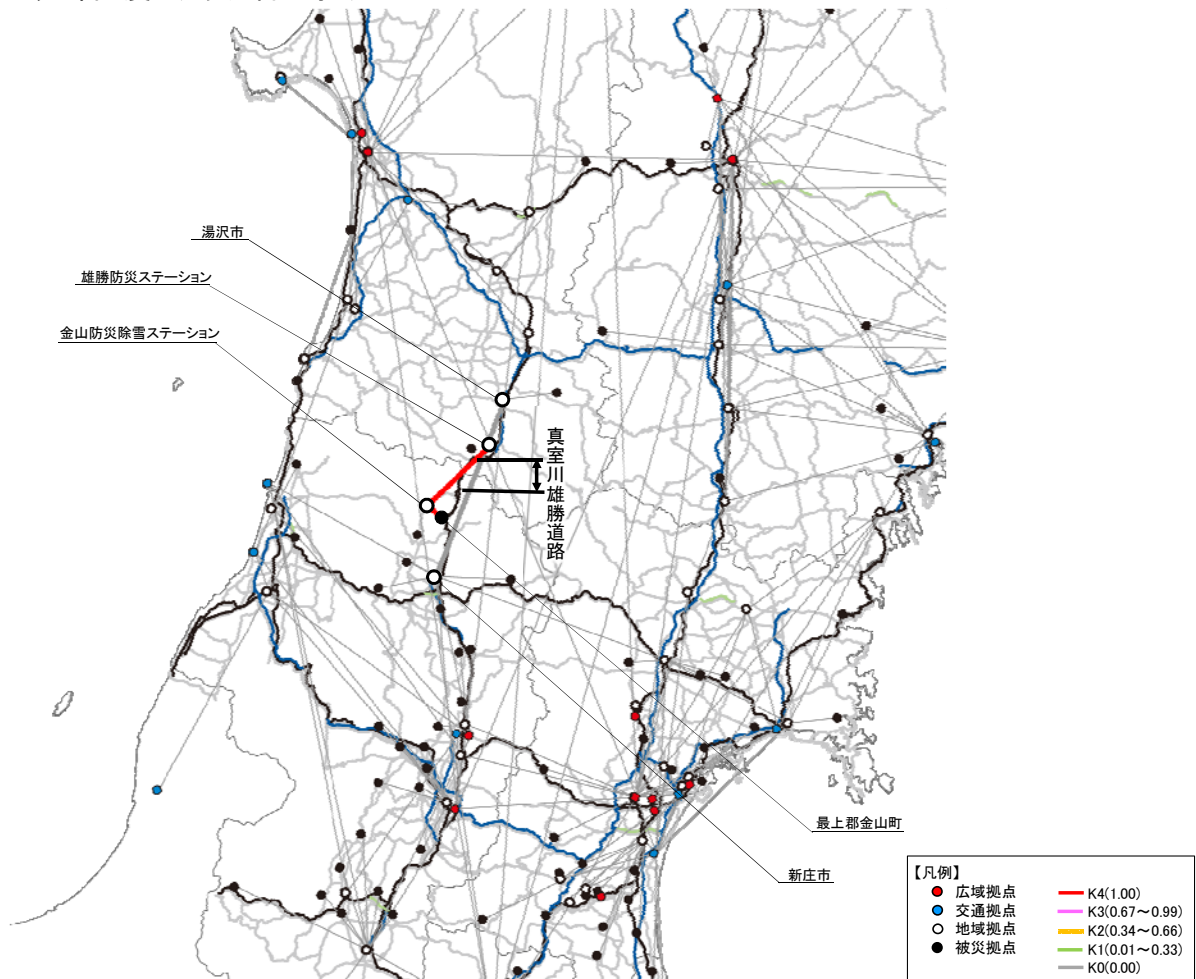 湯沢市
雄勝防災ステーション
金山防災除雪ステーション
真室川雄勝道路
最上郡金山町
新庄市
【凡例】
広域拠点
交通拠点
地域拠点
被災拠点
K4(1.00)
K3(0.67～0.99)
K2(0.34～0.66)
K1(0.01～0.33)
K0(0.00)